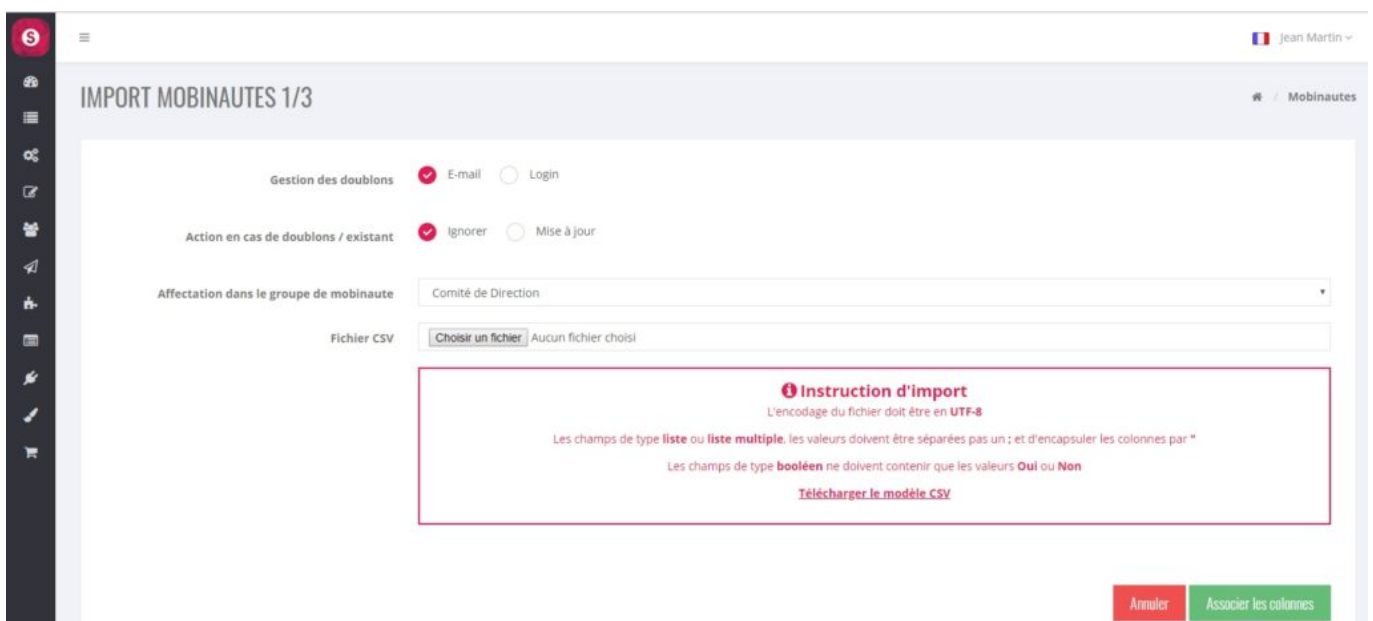 S
Jean Martin
IMPORT MOBINAUTES 1/3
/ Mobinautes
Gestion des doublons
E-mail
Login
Action en cas de doublons / existant
Ignorer
Mise à jour
Affectation dans le groupe de mobinaute
Comité de Direction
Fichier CSV
Choisir un fichier Aucun fichier choisi
Instruction d'import
L'encodage du fichier doit être en UTF-8
Les champs de type liste ou liste multiple, les valeurs doivent être séparées pas un ; et d'encapsuler les colonnes par "
Les champs de type booléen ne doivent contenir que les valeurs Oui ou Non
Télécharger le modèle CSV
Annuler
Associer les colonnes